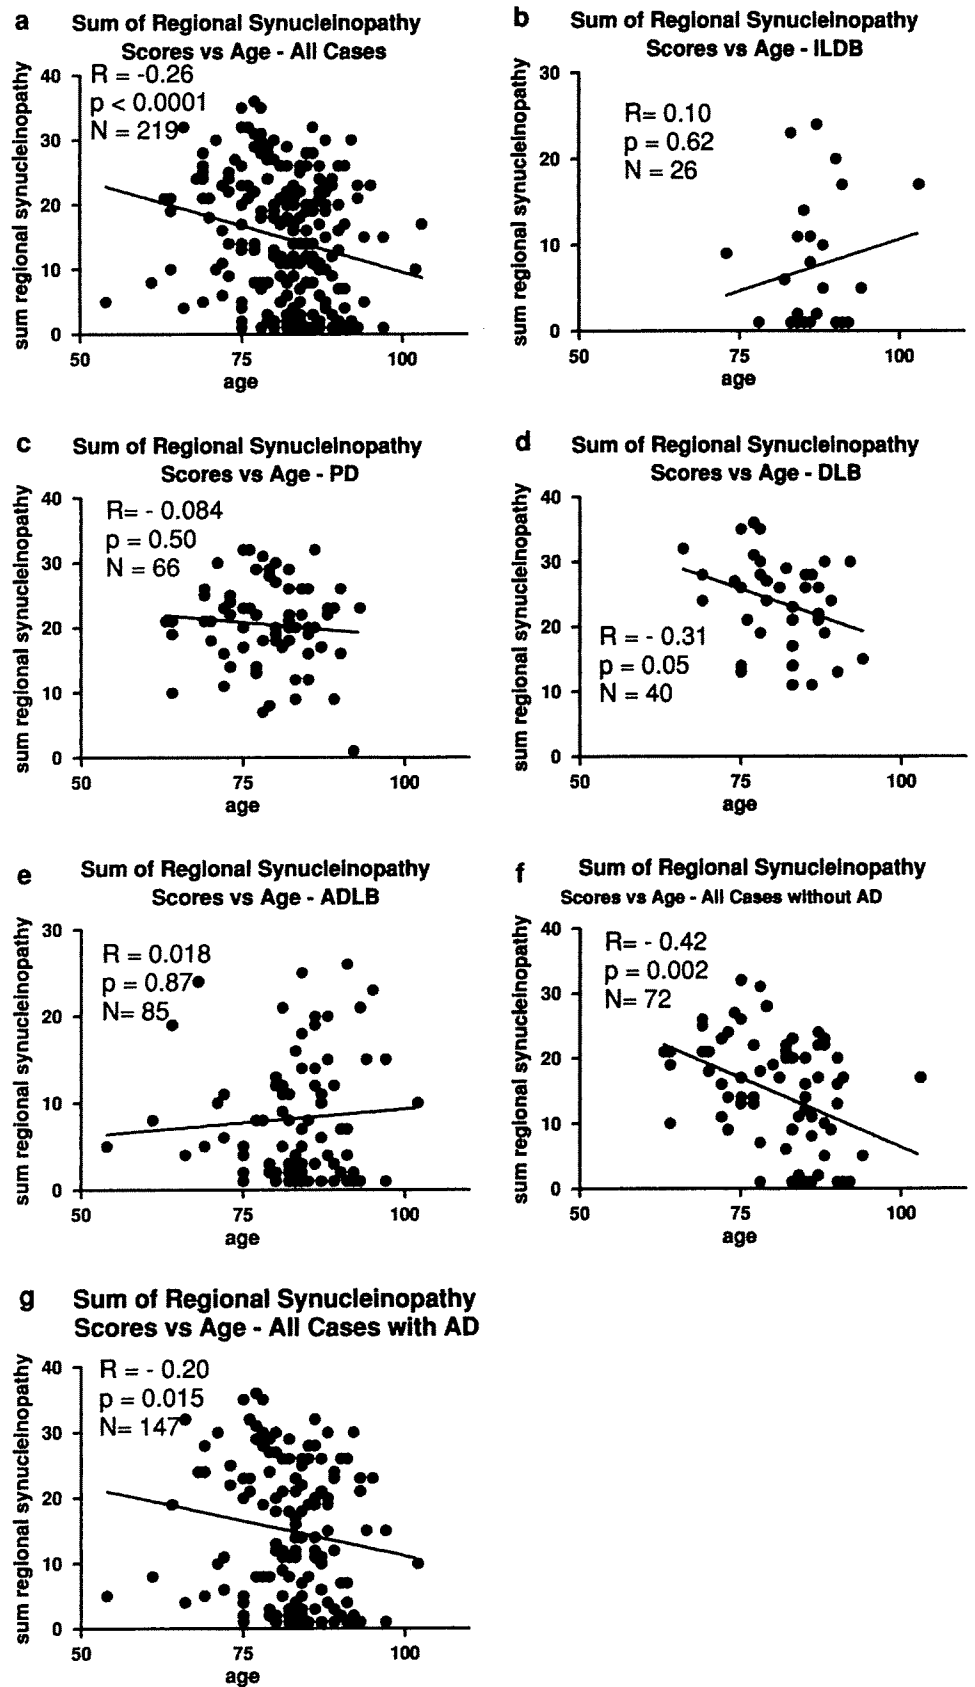 a
Sum of Regional Synucleinopathy
Scores vs Age - All Cases
R = -0.26
p < 0.0001
N = 219
sum regional synucleinopathy
40
30
20
10
0
50
75
100
age
b
Sum of Regional Synucleinopathy
Scores vs Age - ILDB
R= 0.10
p = 0.62
N = 26
sum regional synucleinopathy
30
20
10
0
50
75
100
age
c
Sum of Regional Synucleinopathy
Scores vs Age - PD
R= - 0.084
p = 0.50
N = 66
sum regional synucleinopathy
40
30
20
10
0
50
75
100
age
d
Sum of Regional Synucleinopathy
Scores vs Age - DLB
R = - 0.31
p = 0.05
N = 40
sum regional synucleinopathy
40
30
20
10
0
50
75
100
age
e
Sum of Regional Synucleinopathy
Scores vs Age - ADLB
R = 0.018
p = 0.87
N= 85
sum regional synucleinopathy
30
20
10
0
50
75
100
age
f
Sum of Regional Synucleinopathy
Scores vs Age - All Cases without AD
R= - 0.42
p = 0.002
N= 72
sum regional synucleinopathy
40
30
20
10
0
50
75
100
age
g
Sum of Regional Synucleinopathy
Scores vs Age - All Cases with AD
R = - 0.20
p = 0.015
N= 147
sum regional synucleinopathy
40
30
20
10
0
50
75
100
age